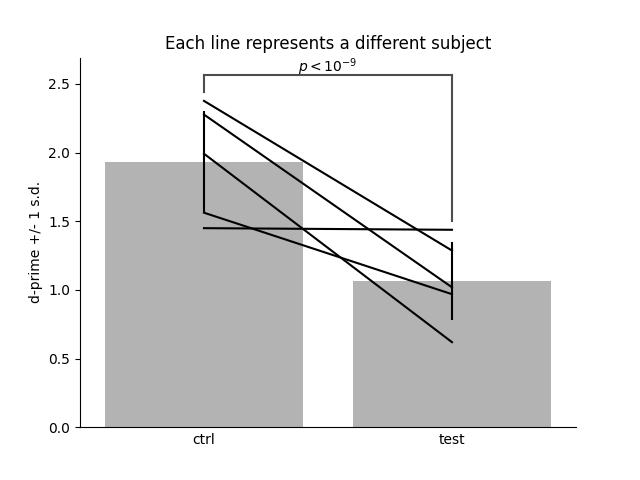 Each line represents a different subject
p < 10⁻⁹
d-prime +/- 1 s.d.
2.5
2.0
1.5
1.0
0.5
0.0
ctrl test